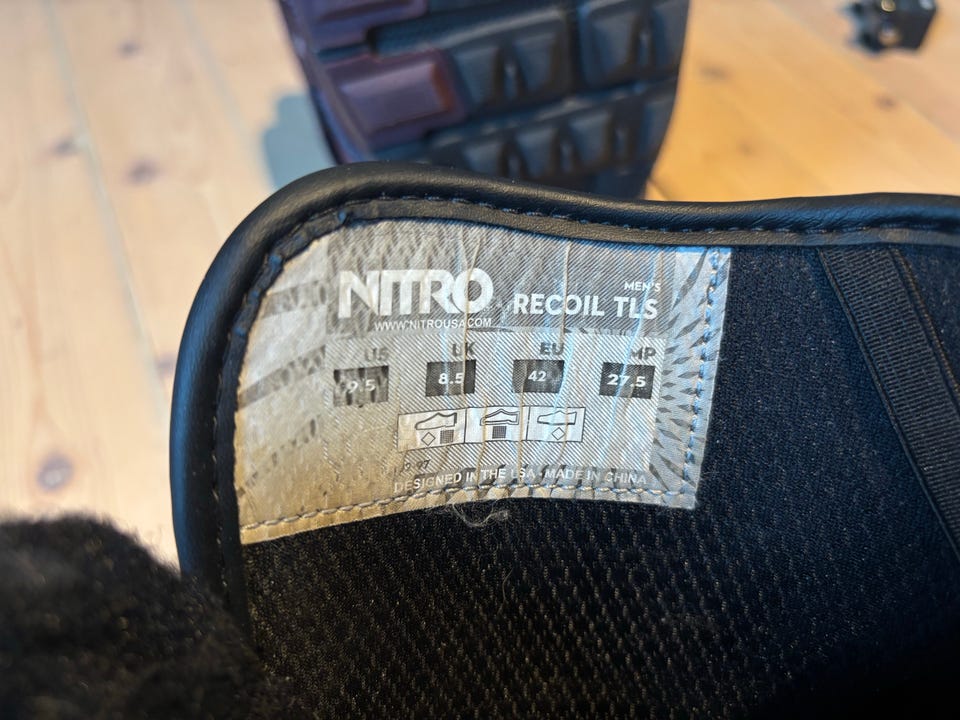 NITRO
MEN'S
RECOIL TLS
WWW.NITROUSA.COM
US UK EU MP
9.5 8.5 42 27.5
DESIGNED IN THE USA • MADE IN CHINA